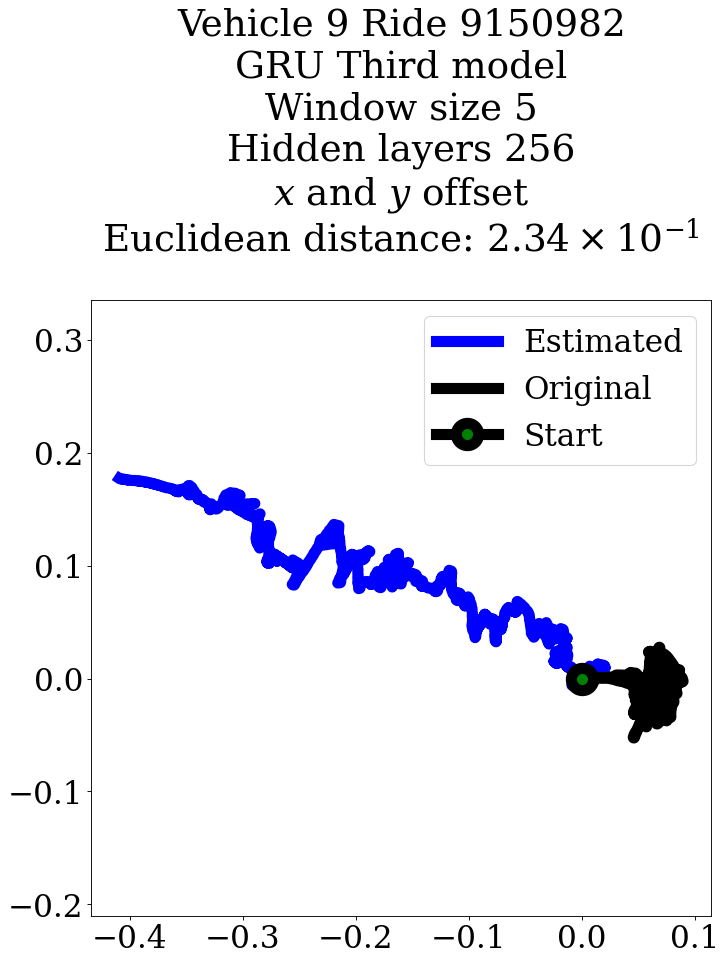 Vehicle 9 Ride 9150982
GRU Third model
Window size 5
Hidden layers 256
x and y offset
Euclidean distance: 2.34 × 10⁻¹
Estimated
Original
Start
0.3
0.2
0.1
0.0
−0.1
−0.2
−0.4 −0.3 −0.2 −0.1 0.0 0.1